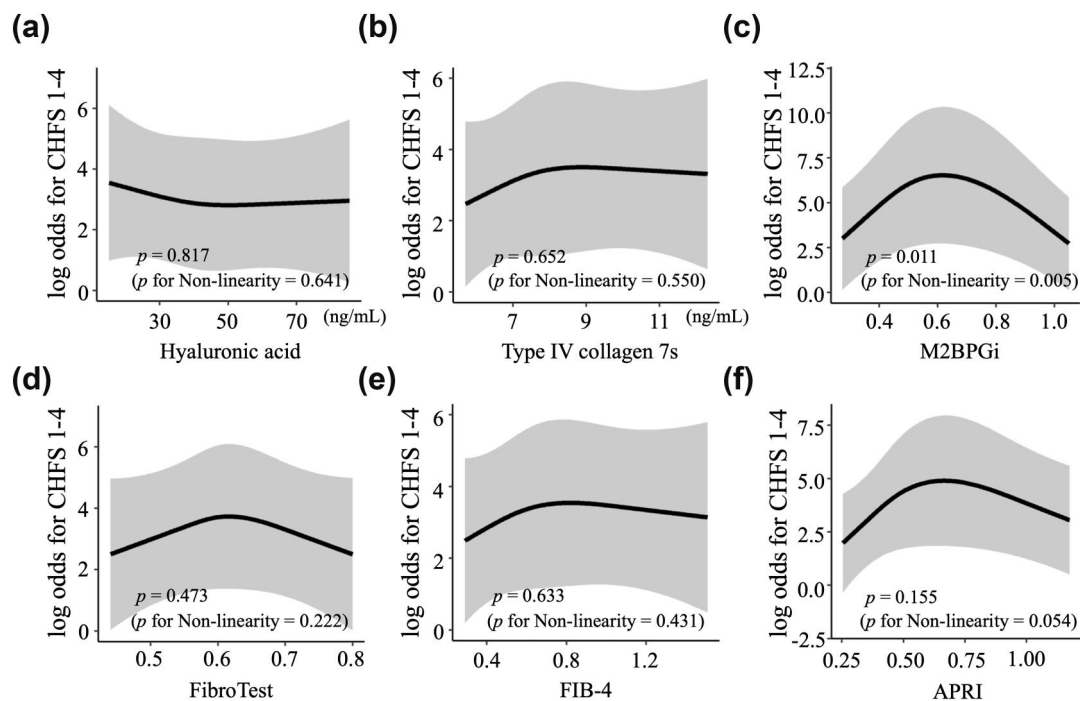 (a)
log odds for CHFS 1-4
6
4
2
0
p = 0.817
(p for Non-linearity = 0.641)
30 50 70 (ng/mL)
Hyaluronic acid
(b)
log odds for CHFS 1-4
6
4
2
0
p = 0.652
(p for Non-linearity = 0.550)
7 9 11 (ng/mL)
Type IV collagen 7s
(c)
log odds for CHFS 1-4
12.5
10.0
7.5
5.0
2.5
0.0
p = 0.011
(p for Non-linearity = 0.005)
0.4 0.6 0.8 1.0
M2BPGi
(d)
log odds for CHFS 1-4
6
4
2
0
p = 0.473
(p for Non-linearity = 0.222)
0.5 0.6 0.7 0.8
FibroTest
(e)
log odds for CHFS 1-4
6
4
2
0
p = 0.633
(p for Non-linearity = 0.431)
0.4 0.8 1.2
FIB-4
(f)
log odds for CHFS 1-4
7.5
5.0
2.5
0.0
-2.5
p = 0.155
(p for Non-linearity = 0.054)
0.25 0.50 0.75 1.00
APRI